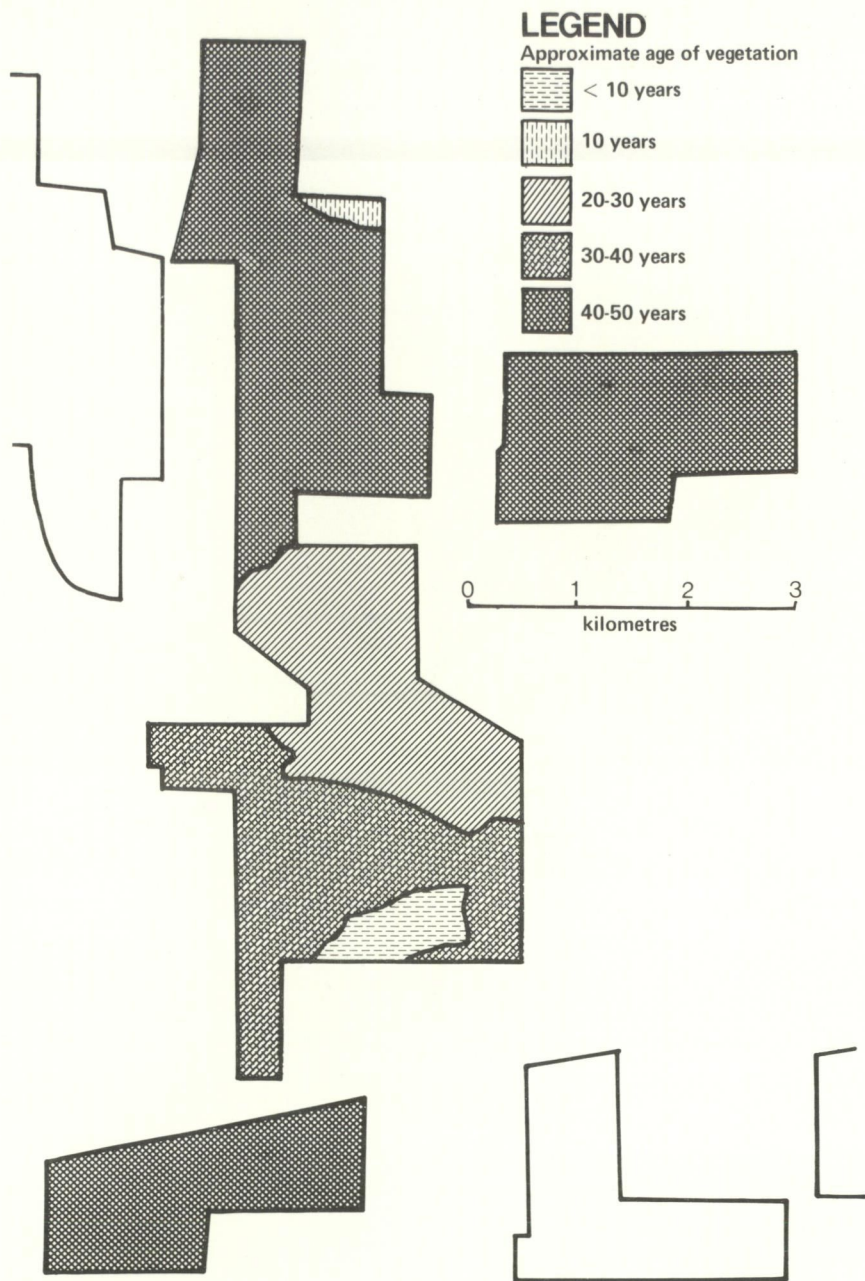 LEGEND
Approximate age of vegetation
< 10 years
10 years
20-30 years
30-40 years
40-50 years
0 1 2 3
kilometres